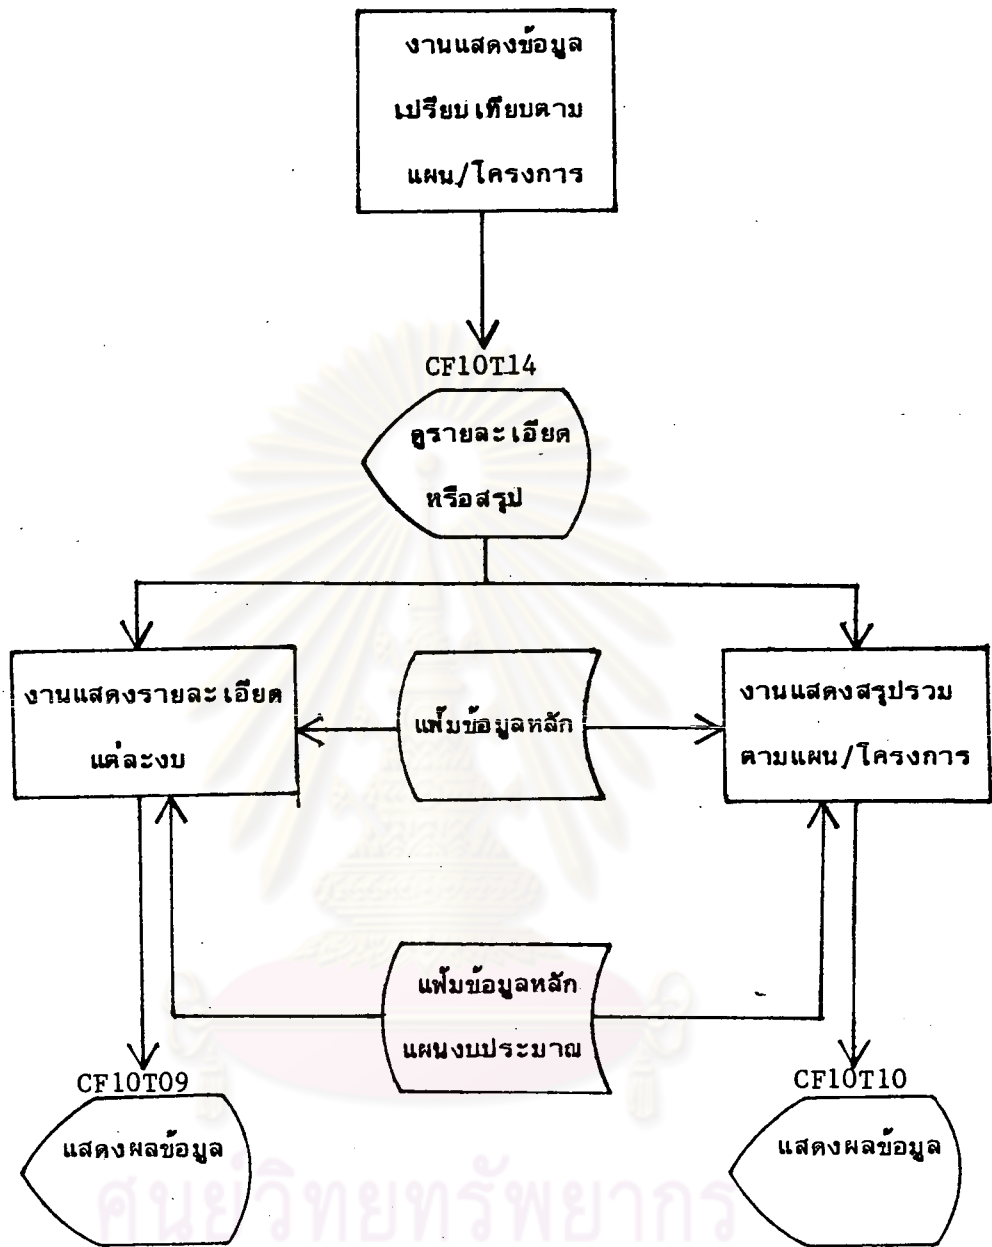 งานแสดงข้อมูล
เปรียบเทียบตาม
แผน/โครงการ
CF10T14
ดูรายละเอียด
หรือสรุป
งานแสดงรายละเอียด
แต่ละงบ
แฟ้มข้อมูลหลัก
งานแสดงสรุปรวม
ตามแผน/โครงการ
แฟ้มข้อมูลหลัก
แผนงบประมาณ
CF10T09
แสดงผลข้อมูล
CF10T10
แสดงผลข้อมูล
ศูนย์วิทยทรัพยากร